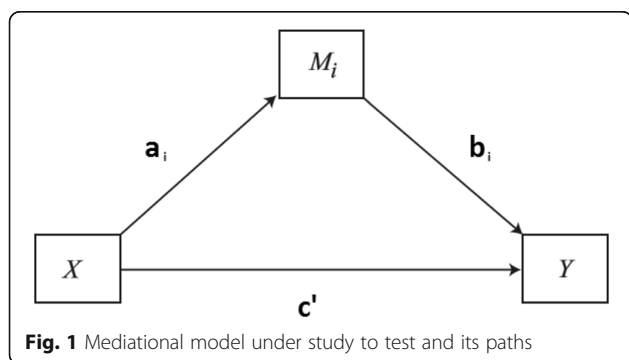 M_i
a_i
b_i
X
Y
c'
Fig. 1 Mediational model under study to test and its paths